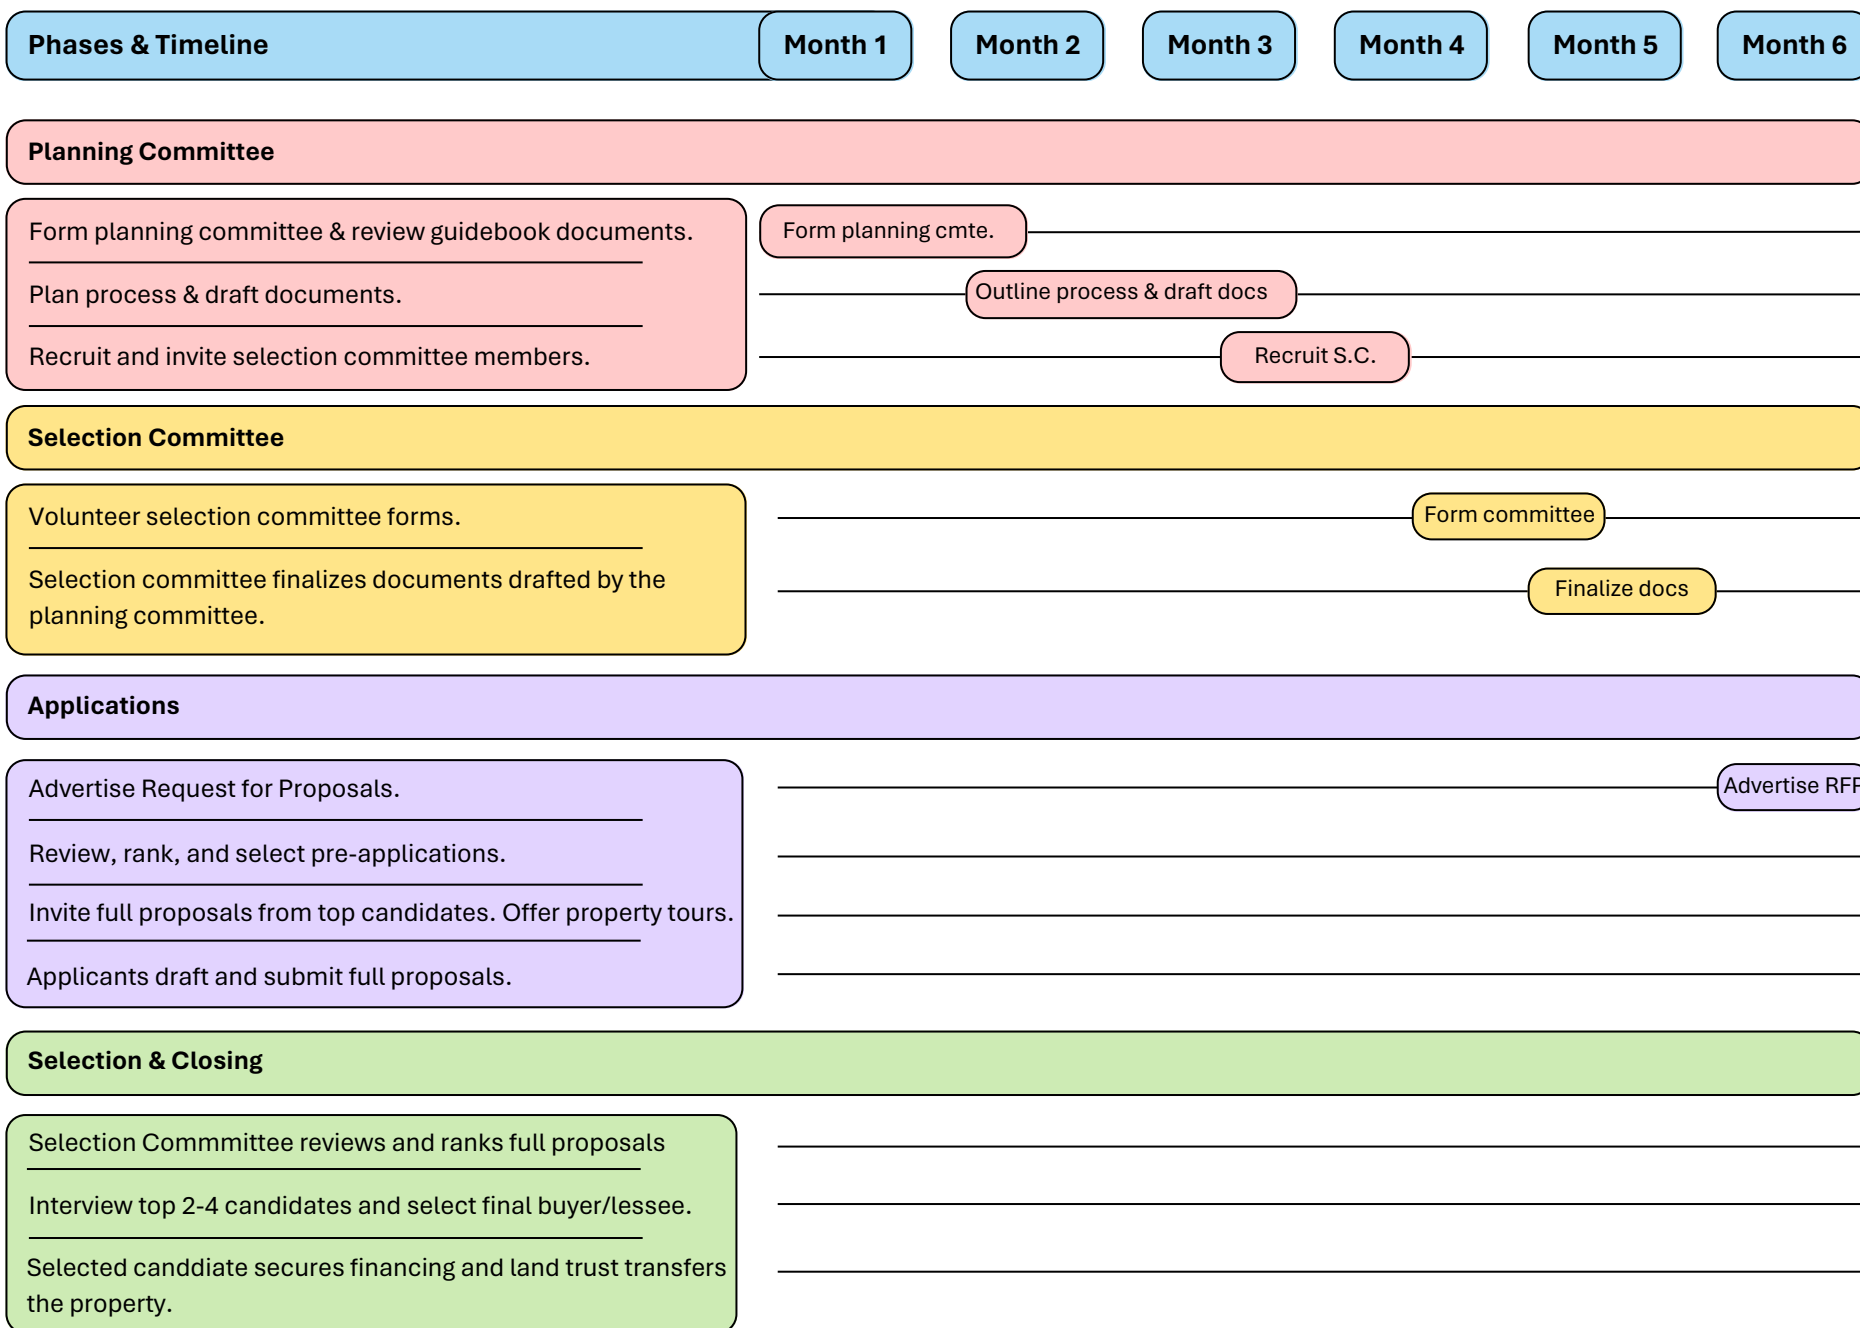 Phases & Timeline Month 1 Month 2 Month 3 Month 4 Month 5 Month 6
Planning Committee
Form planning committee & review guidebook documents. Form planning cmte.
Plan process & draft documents. Outline process & draft docs
Recruit and invite selection committee members. Recruit S.C.
Selection Committee
Volunteer selection committee forms. Form committee
Selection committee finalizes documents drafted by the Finalize docs
planning committee.
Applications
Advertise Request for Proposals. Advertise RFP
Review, rank, and select pre-applications.
Invite full proposals from top candidates. Offer property tours.
Applicants draft and submit full proposals.
Selection & Closing
Selection Commmittee reviews and ranks full proposals
Interview top 2-4 candidates and select final buyer/lessee.
Selected canddiate secures financing and land trust transfers
the property.